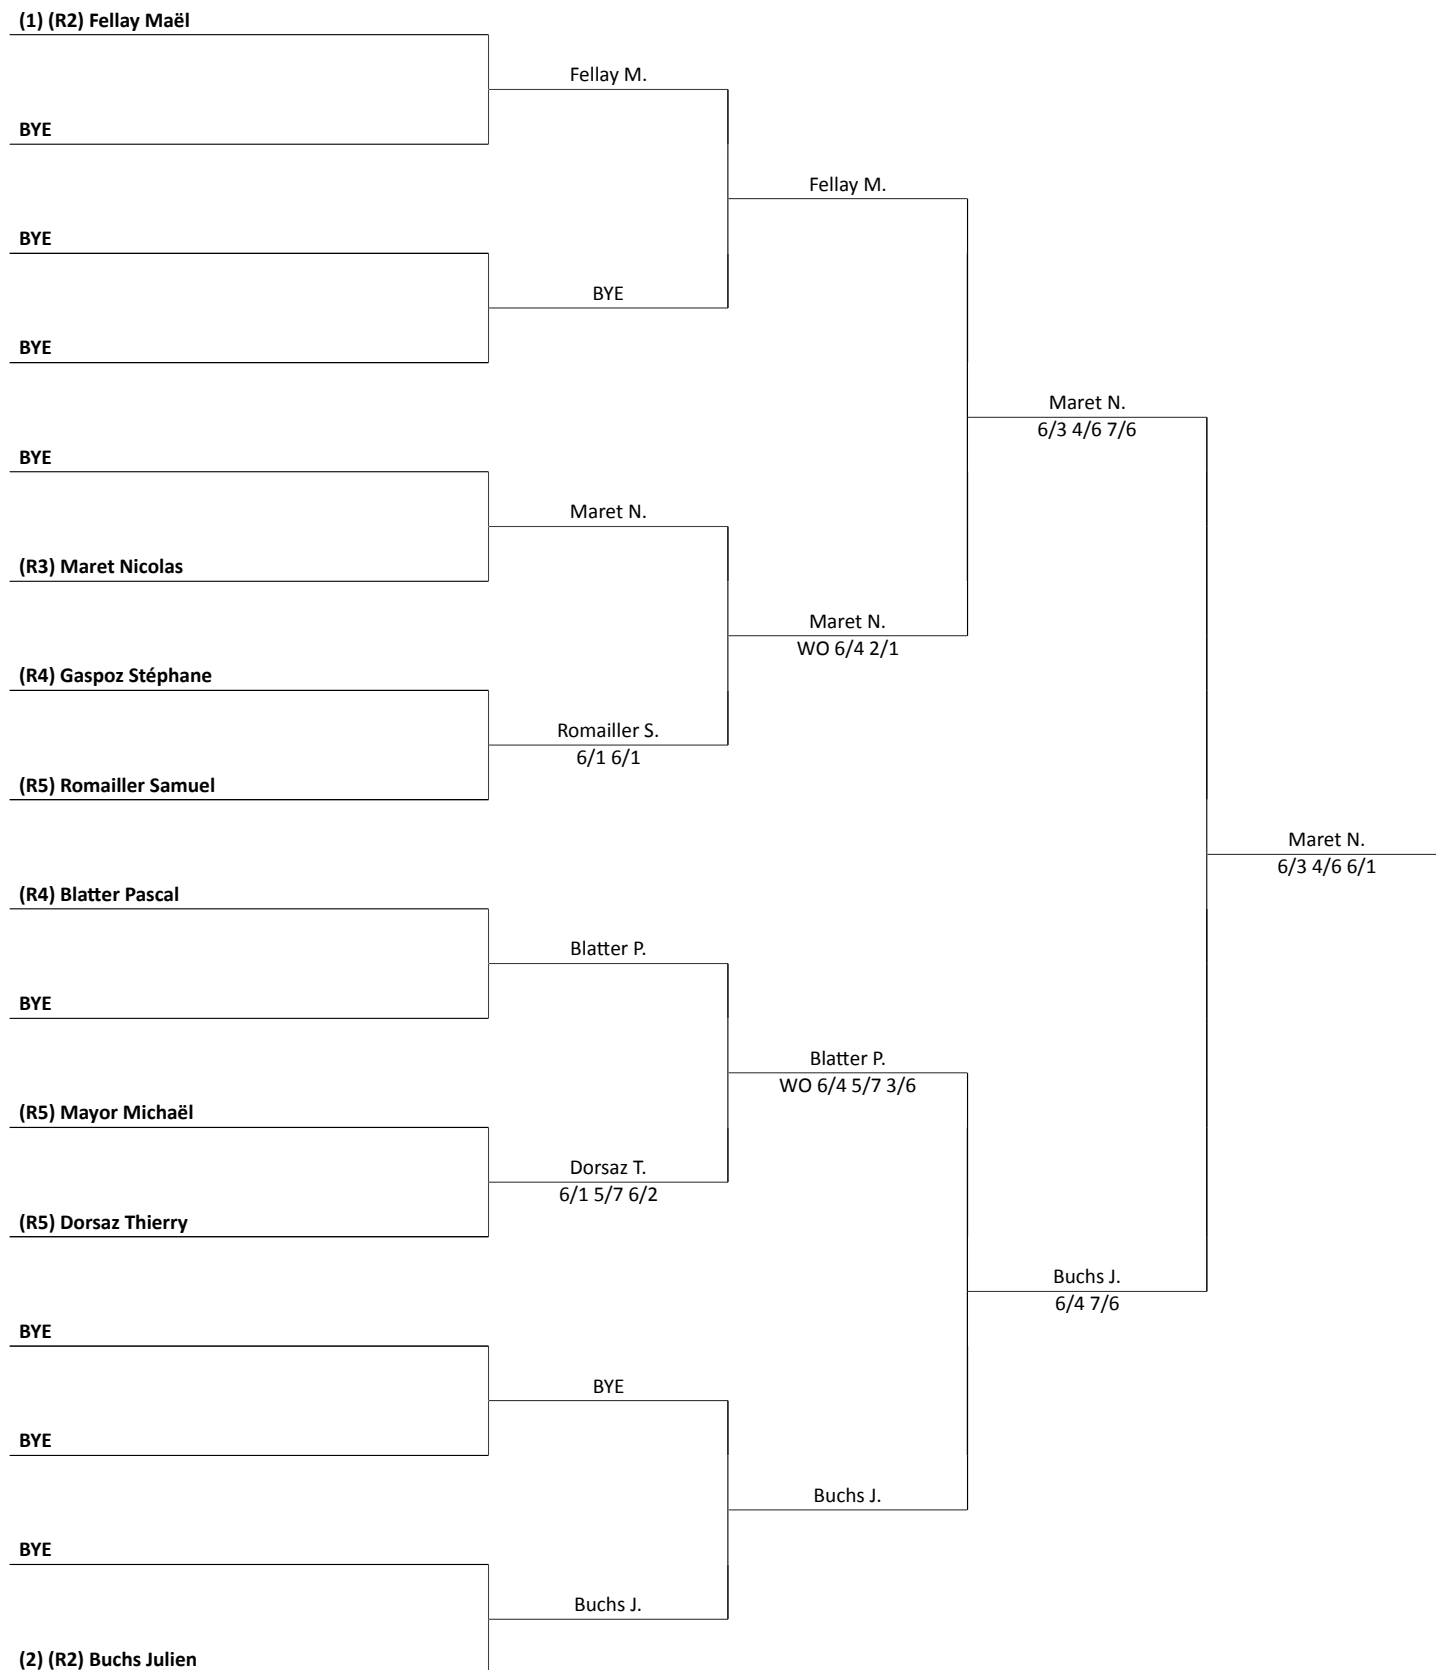 (1) (R2) Fellay Maël
Fellay M.
BYE
Fellay M.
BYE
BYE
BYE
Maret N.
6/3 4/6 7/6
BYE
Maret N.
(R3) Maret Nicolas
Maret N.
WO 6/4 2/1
(R4) Gaspoz Stéphane
Romailler S.
6/1 6/1
(R5) Romailler Samuel
Maret N.
6/3 4/6 6/1
(R4) Blatter Pascal
Blatter P.
BYE
Blatter P.
WO 6/4 5/7 3/6
(R5) Mayor Michaël
Dorsaz T.
6/1 5/7 6/2
(R5) Dorsaz Thierry
Buchs J.
6/4 7/6
BYE
BYE
BYE
Buchs J.
BYE
Buchs J.
(2) (R2) Buchs Julien